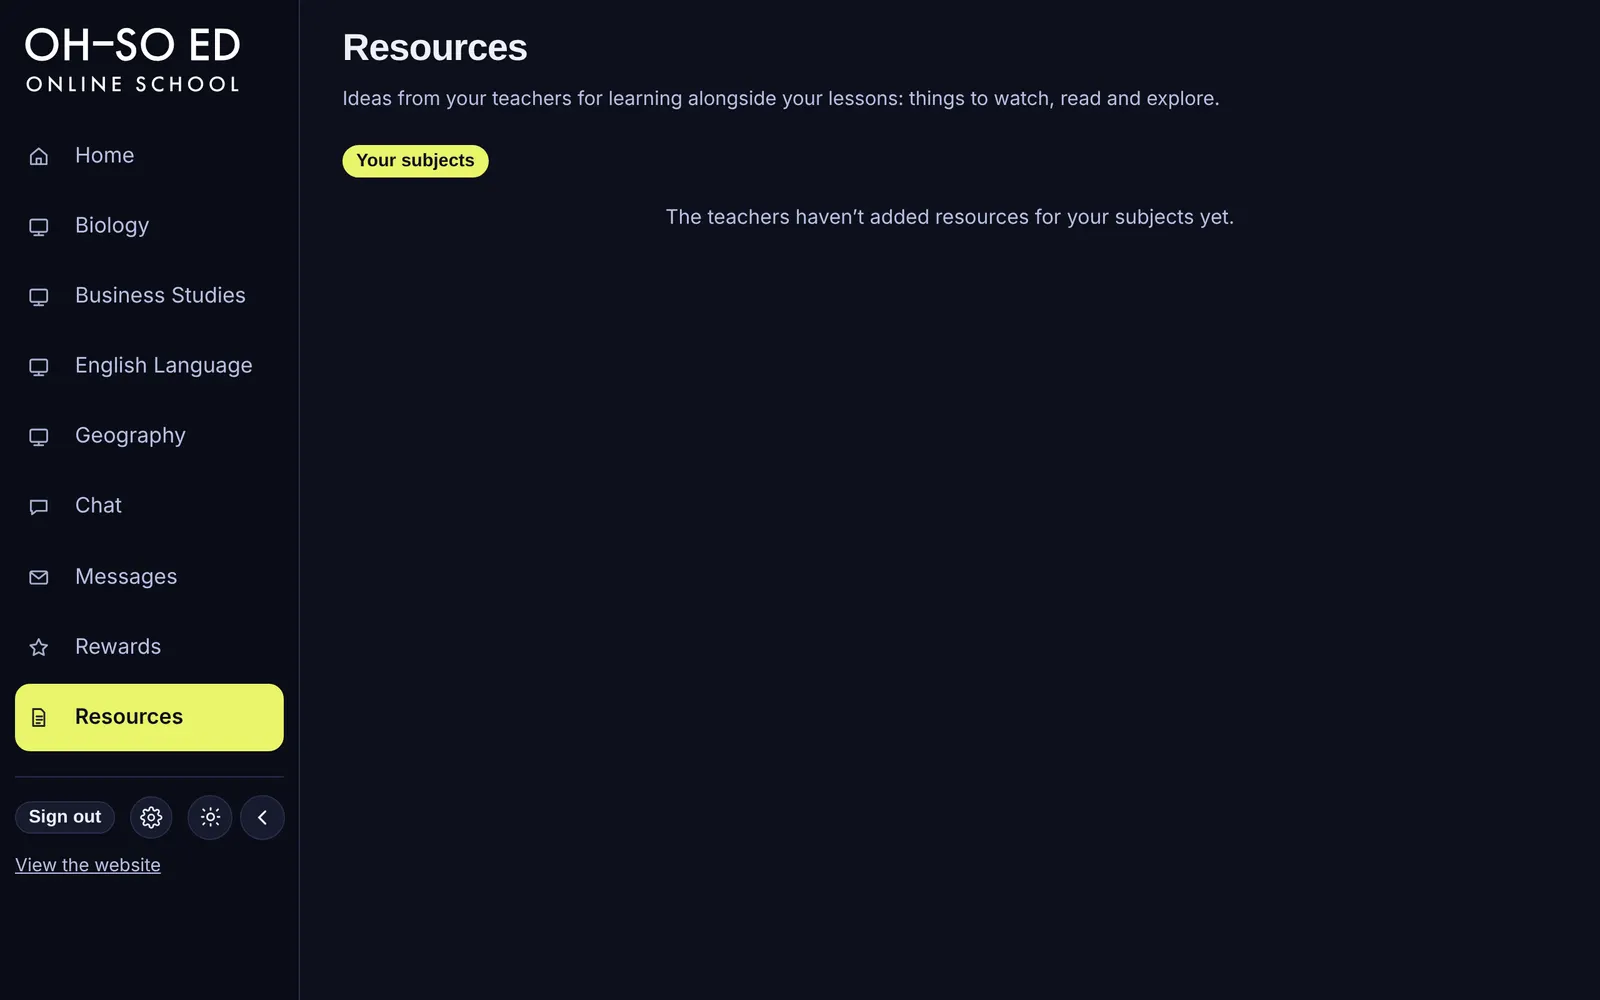 OH-SO ED
ONLINE SCHOOL
Home
Biology
Business Studies
English Language
Geography
Chat
Messages
Rewards
Resources
Sign out
View the website
Resources
Ideas from your teachers for learning alongside your lessons: things to watch, read and explore.
Your subjects
The teachers haven’t added resources for your subjects yet.